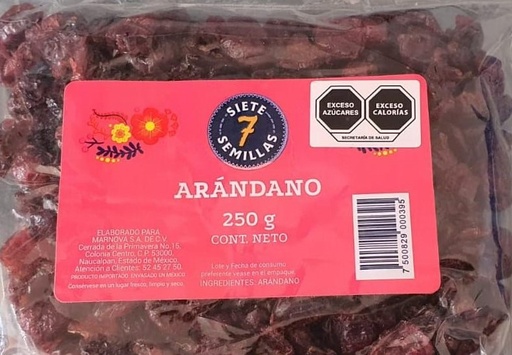 SIETE
7
SEMILLAS
EXCESO
AZÚCARES
EXCESO
CALORÍAS
SECRETARÍA DE SALUD
ARÁNDANO
250 g
CONT. NETO
ELABORADO PARA
MARNOVA S.A. DE C.V.
Cerrada de la Primavera No.16,
Colonia Centro, C.P. 53000,
Naucalpan, Estado de México.
Atención a Clientes: 52 45 27 50
PRODUCTO IMPORTADO. ENVASADO EN MÉXICO
Consérvese en un lugar fresco, limpio y seco.
Lote y Fecha de consumo
preferente véase en el empaque
INGREDIENTES: ARÁNDANO
7 500829 000395